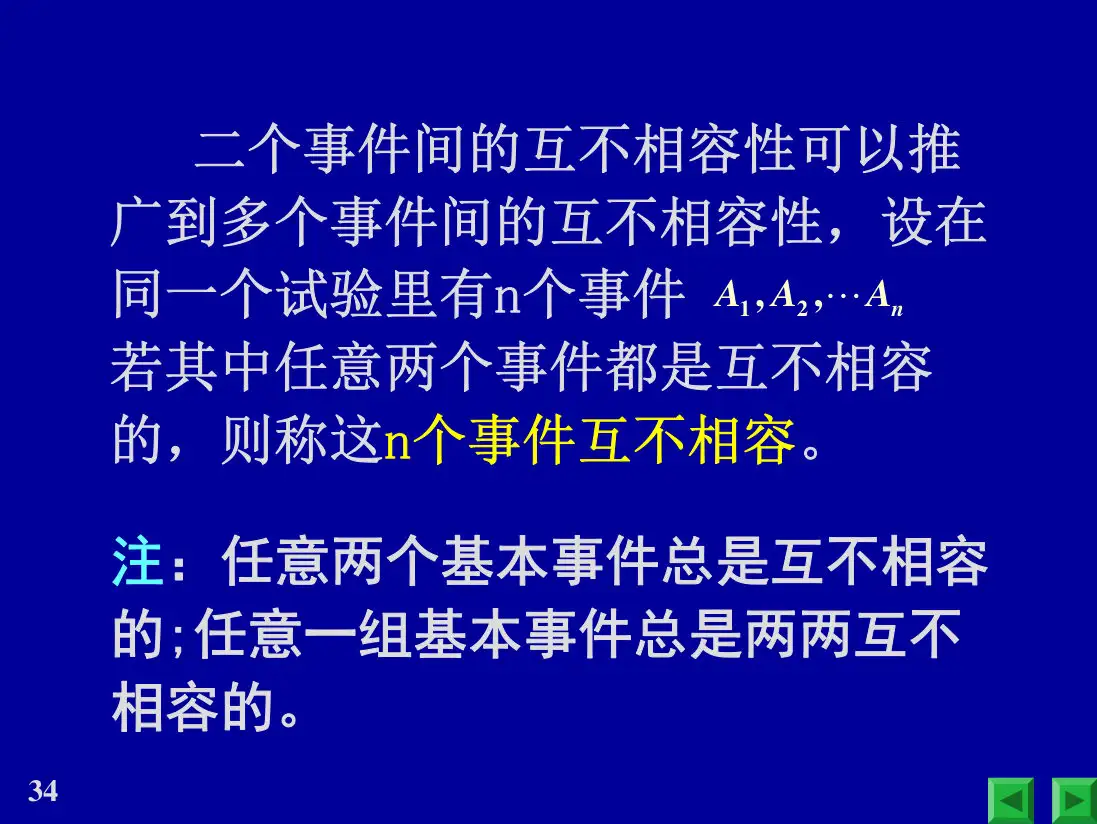 二个事件间的互不相容性可以推
广到多个事件间的互不相容性，设在
同一个试验里有n个事件 A₁,A₂,⋯Aₙ
若其中任意两个事件都是互不相容
的，则称这n个事件互不相容。
注：任意两个基本事件总是互不相容
的;任意一组基本事件总是两两互不
相容的。
34